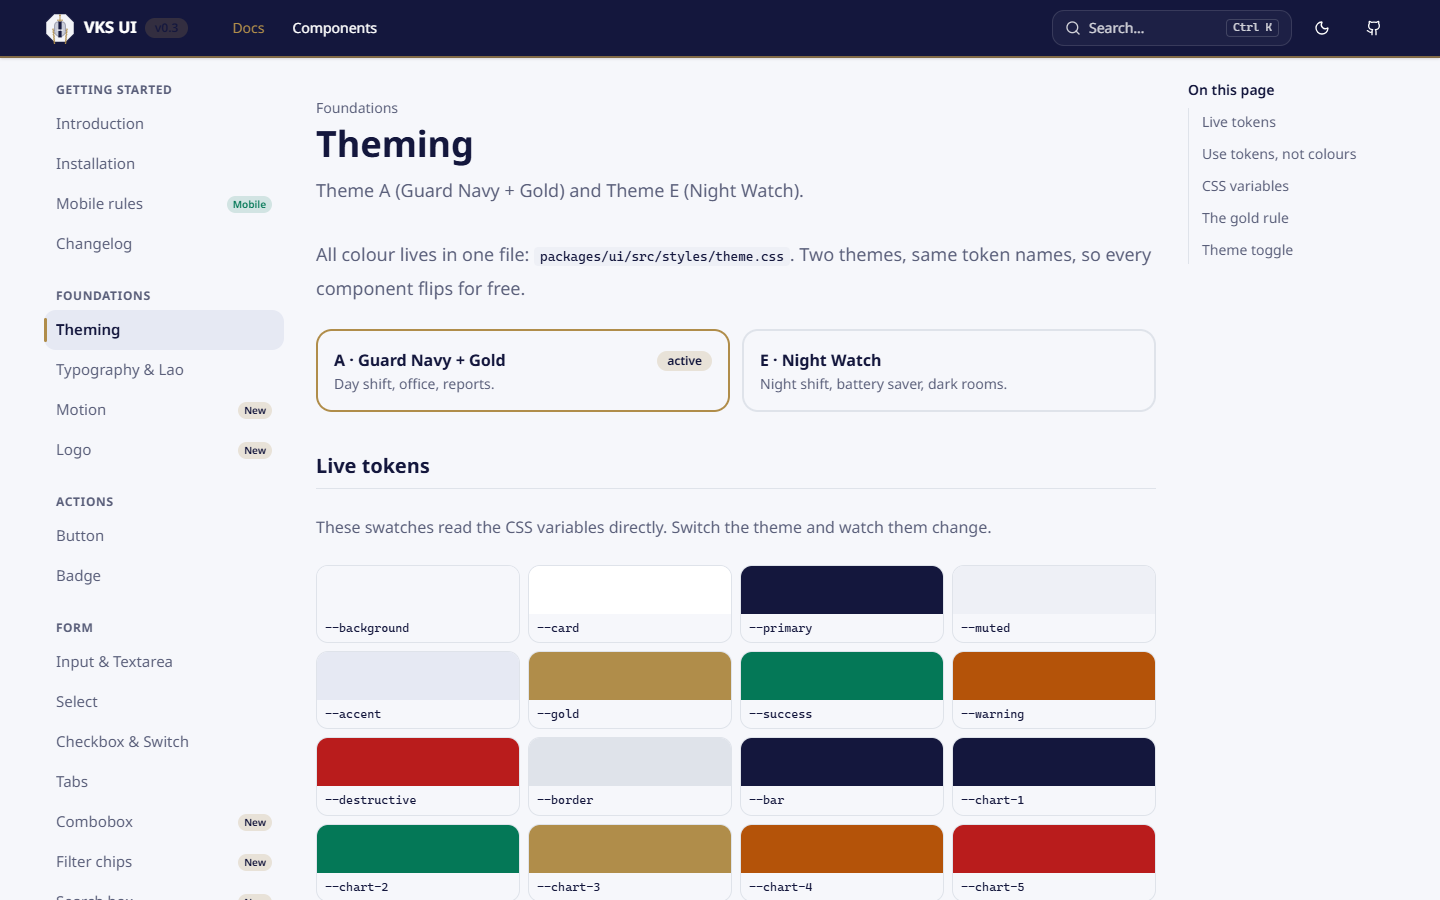 VKS UI v0.3 Docs Components Search... Ctrl K
GETTING STARTED
Introduction
Installation
Mobile rules Mobile
Changelog
FOUNDATIONS
Theming
Typography & Lao
Motion New
Logo New
ACTIONS
Button
Badge
FORM
Input & Textarea
Select
Checkbox & Switch
Tabs
Combobox New
Filter chips New
Search box New
Foundations
Theming
Theme A (Guard Navy + Gold) and Theme E (Night Watch).
All colour lives in one file: packages/ui/src/styles/theme.css. Two themes, same token names, so every
component flips for free.
A · Guard Navy + Gold active
Day shift, office, reports.
E · Night Watch
Night shift, battery saver, dark rooms.
Live tokens
These swatches read the CSS variables directly. Switch the theme and watch them change.
--background --card --primary --muted
--accent --gold --success --warning
--destructive --border --bar --chart-1
--chart-2 --chart-3 --chart-4 --chart-5
On this page
Live tokens
Use tokens, not colours
CSS variables
The gold rule
Theme toggle